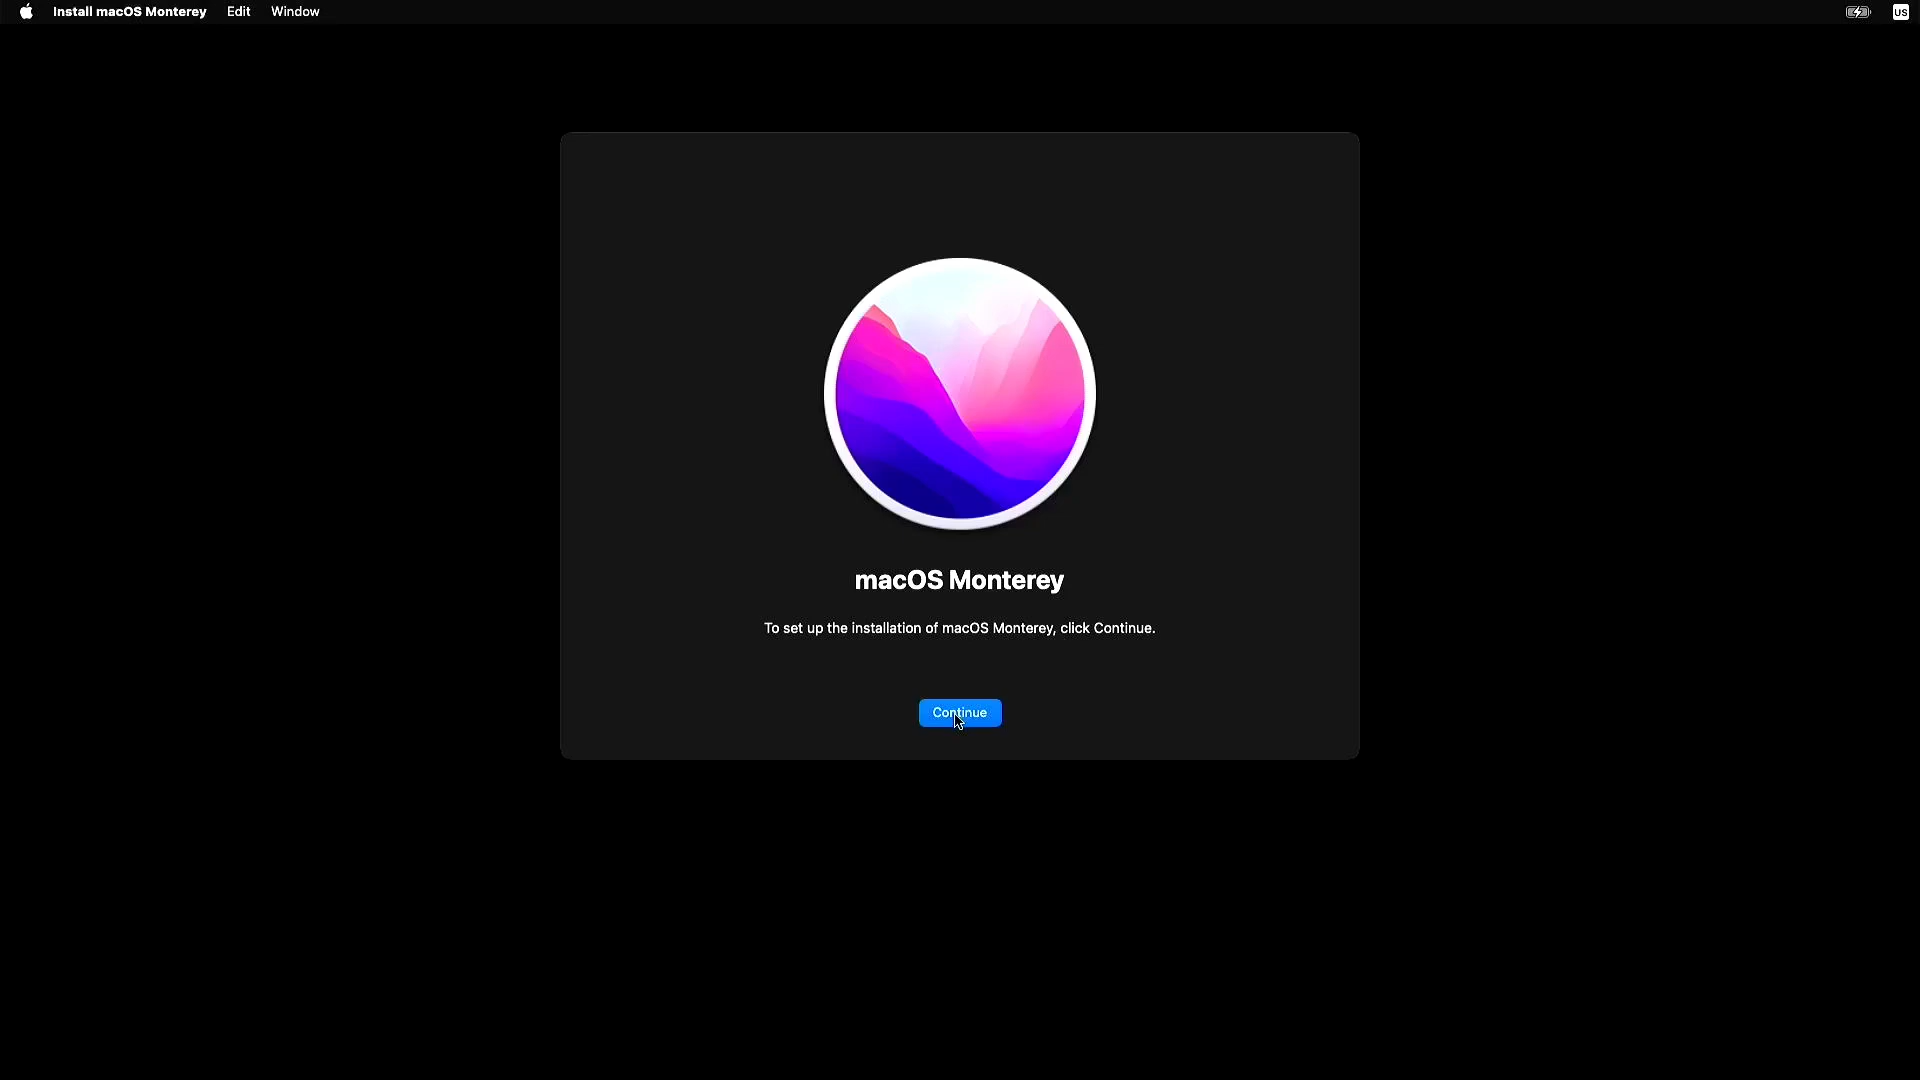 Install macOS Monterey Edit Window US
macOS Monterey
To set up the installation of macOS Monterey, click Continue.
Continue